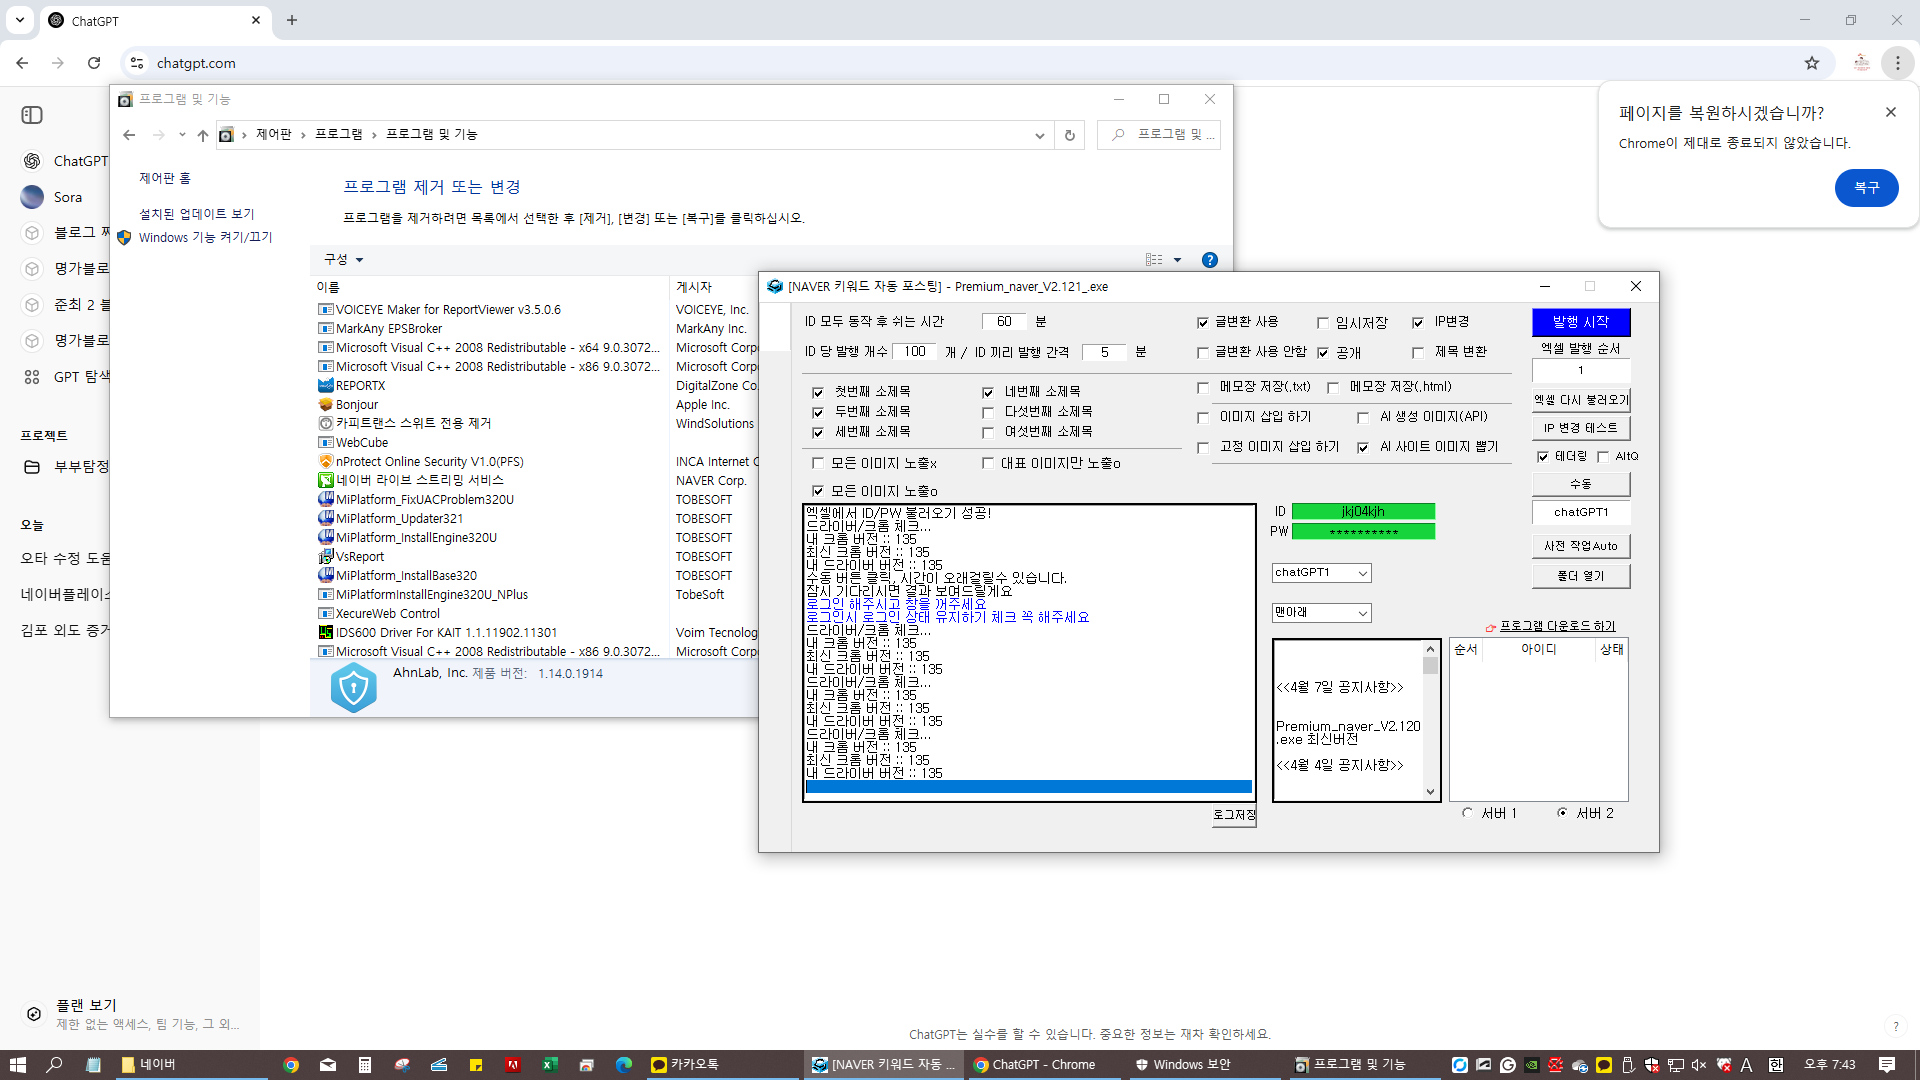 ChatGPT
chatgpt.com
페이지를 복원하시겠습니까?
Chrome이 제대로 종료되지 않았습니다.
복구
ChatGPT
Sora
블로그
명가블로
준최 2
명가블로
GPT 탐색
프로젝트
부부탐정
오늘
오타 수정 도움
네이버플레이스
김포 외도 증거
플랜 보기
제한 없는 액세스, 팀 기능, 그 외...
ChatGPT는 실수를 할 수 있습니다. 중요한 정보는 재차 확인하세요.
?
프로그램 및 기능
제어판 › 프로그램 › 프로그램 및 기능
프로그램 및 ...
제어판 홈
설치된 업데이트 보기
Windows 기능 켜기/끄기
프로그램 제거 또는 변경
프로그램을 제거하려면 목록에서 선택한 후 [제거], [변경] 또는 [복구]를 클릭하십시오.
구성
이름 게시자
VOICEYE Maker for ReportViewer v3.5.0.6 VOICEYE, Inc.
MarkAny EPSBroker MarkAny Inc.
Microsoft Visual C++ 2008 Redistributable - x64 9.0.3072... Microsoft Corp
Microsoft Visual C++ 2008 Redistributable - x86 9.0.3072... Microsoft Corp
REPORTX DigitalZone Co.
Bonjour Apple Inc.
카피트랜스 스위트 전용 제거 WindSolutions
WebCube
nProtect Online Security V1.0(PFS) INCA Internet C
네이버 라이브 스트리밍 서비스 NAVER Corp.
MiPlatform_FixUACProblem320U TOBESOFT
MiPlatform_Updater321 TOBESOFT
MiPlatform_InstallEngine320U TOBESOFT
VsReport TOBESOFT
MiPlatform_InstallBase320 TOBESOFT
MiPlatformInstallEngine320U_NPlus TobeSoft
XecureWeb Control
IDS600 Driver For KAIT 1.1.11902.11301 Voim Tecnolog
Microsoft Visual C++ 2008 Redistributable - x86 9.0.3072... Microsoft Corp
AhnLab, Inc. 제품 버전: 1.14.0.1914
[NAVER 키워드 자동 포스팅] - Premium_naver_V2.121_.exe
ID 모두 동작 후 쉬는 시간 60 분
ID 당 발행 개수 100 개 / ID 끼리 발행 간격 5 분
글변환 사용 임시저장 IP변경
글변환 사용 안함 공개 제목 변환
첫번째 소제목 네번째 소제목
두번째 소제목 다섯번째 소제목
세번째 소제목 여섯번째 소제목
메모장 저장(.txt) 메모장 저장(.html)
이미지 삽입 하기 AI 생성 이미지(API)
고정 이미지 삽입 하기 AI 사이트 이미지 뽑기
모든 이미지 노출x 대표 이미지만 노출o
모든 이미지 노출o
발행 시작
엑셀 발행 순서
1
엑셀 다시 불러오기
IP 변경 테스트
테더링 AltQ
수동
chatGPT1
사전 작업Auto
폴더 열기
엑셀에서 ID/PW 불러오기 성공!
드라이버/크롬 체크...
내 크롬 버전 :: 135
최신 크롬 버전 :: 135
내 드라이버 버전 :: 135
수동 버튼 클릭, 시간이 오래걸릴수 있습니다.
잠시 기다리시면 결과 보여드릴게요
로그인 해주시고 창을 꺼주세요
로그인시 로그인 상태 유지하기 체크 꼭 해주세요
드라이버/크롬 체크...
내 크롬 버전 :: 135
최신 크롬 버전 :: 135
내 드라이버 버전 :: 135
드라이버/크롬 체크...
내 크롬 버전 :: 135
최신 크롬 버전 :: 135
내 드라이버 버전 :: 135
드라이버/크롬 체크...
내 크롬 버전 :: 135
최신 크롬 버전 :: 135
내 드라이버 버전 :: 135
로그저장
ID jkj04kjh
PW **********
chatGPT1
맨아래
프로그램 다운로드 하기
<<4월 7일 공지사항>>
Premium_naver_V2.120
.exe 최신버전
<<4월 4일 공지사항>>
순서 아이디 상태
서버 1 서버 2
네이버
카카오톡
[NAVER 키워드 자동 ...
ChatGPT - Chrome
Windows 보안
프로그램 및 기능
A 한 오후 7:43